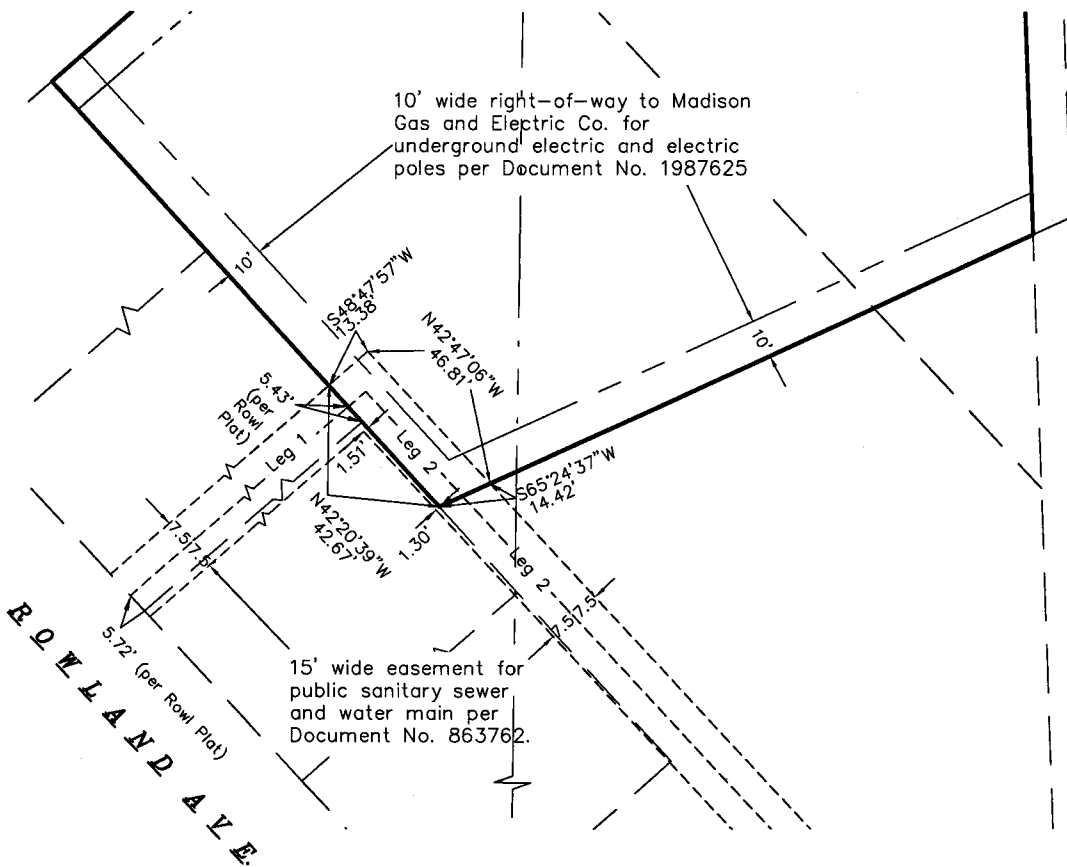 10' wide right-of-way to Madison
Gas and Electric Co. for
underground electric and electric
poles per Document No. 1987625
10'
S48°47'57"W
13.38'
N42°47'06"W
46.81'
10'
5.43'
(per
Rowl
Plat)
Leg 1
Leg 2
1.51'
S65°24'37"W
14.42'
N42°20'39"W
42.67'
1.30'
Leg 2
7.5'
7.5'
7.5'
7.5'
5.72' (per Rowl Plat)
15' wide easement for
public sanitary sewer
and water main per
Document No. 863762.
ROWLAND AVE.